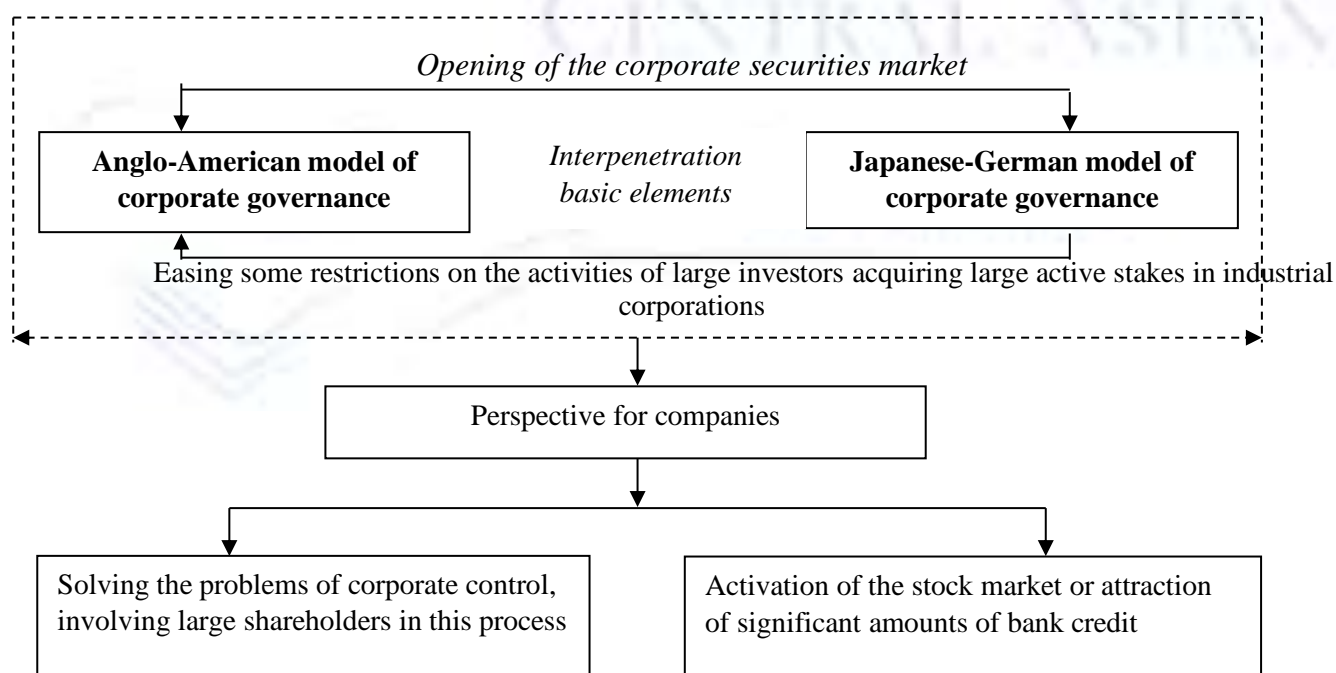 CENTRAL ASIAN
Opening of the corporate securities market
Anglo-American model of
corporate governance
Interpenetration
basic elements
Japanese-German model of
corporate governance
Easing some restrictions on the activities of large investors acquiring large active stakes in industrial
corporations
Perspective for companies
Solving the problems of corporate control,
involving large shareholders in this process
Activation of the stock market or attraction
of significant amounts of bank credit